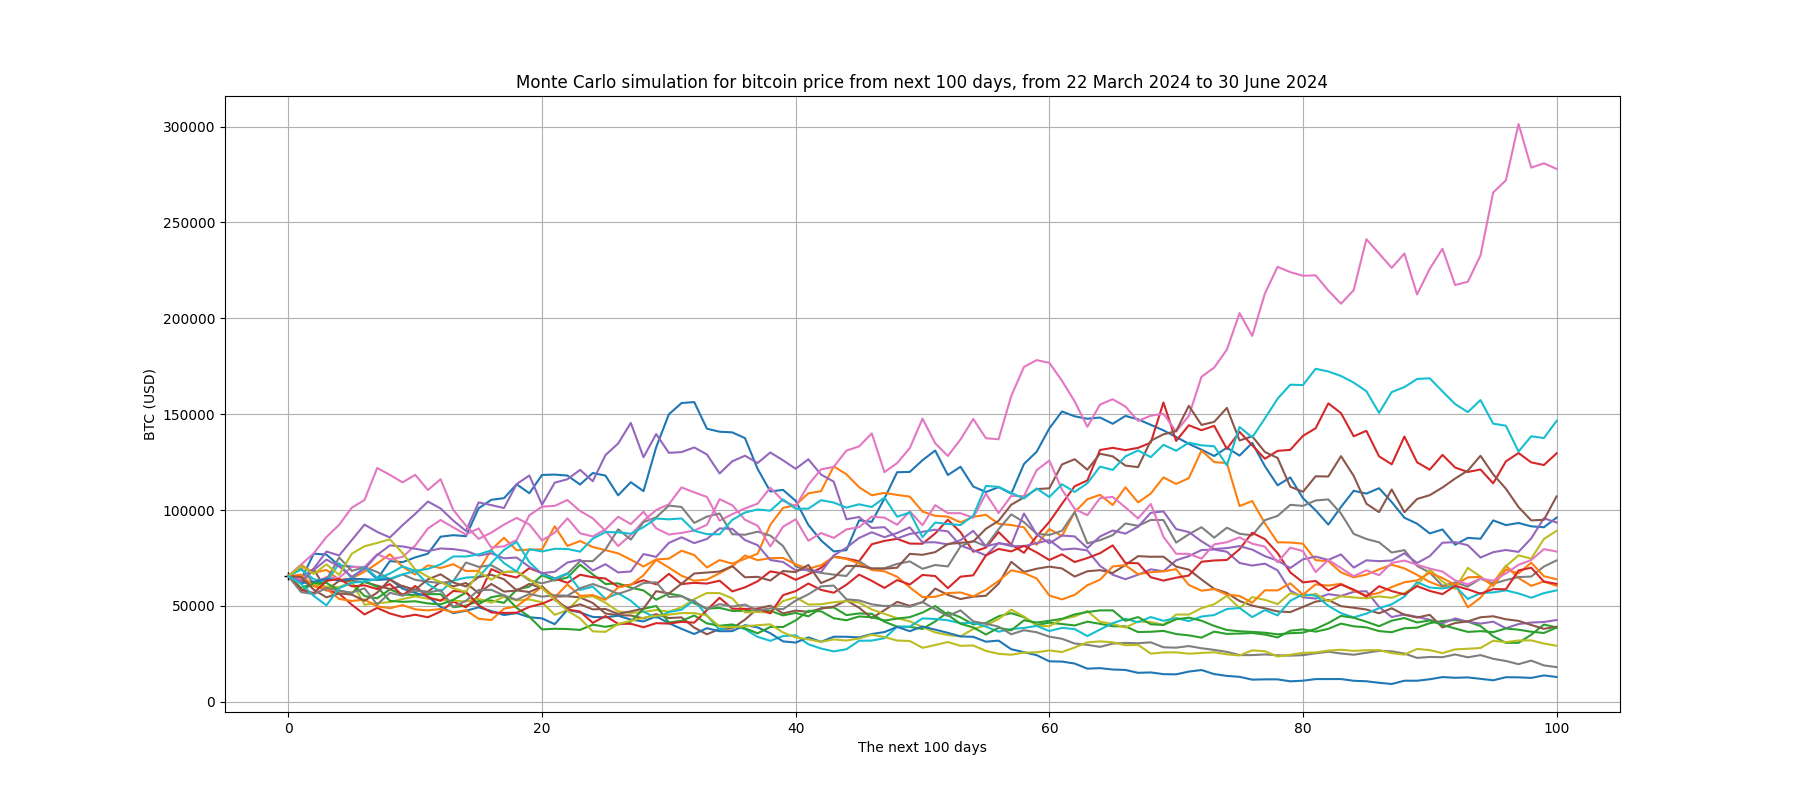 Monte Carlo simulation for bitcoin price from next 100 days, from 22 March 2024 to 30 June 2024
300000
250000
200000
150000
100000
50000
0
BTC (USD)
0 20 40 60 80 100
The next 100 days